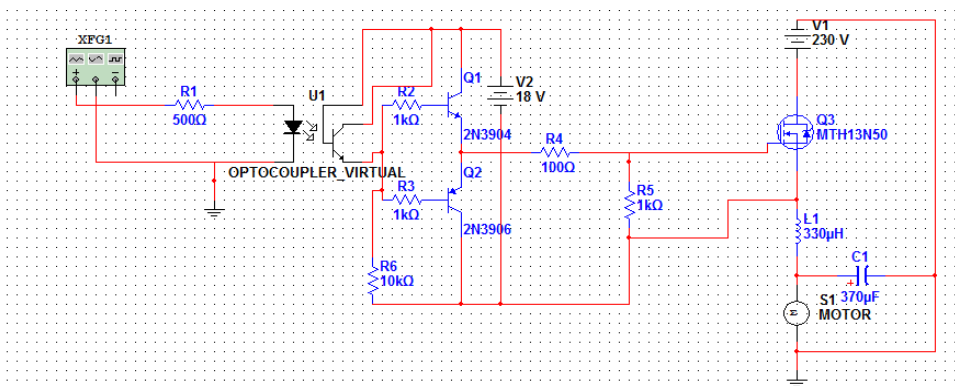 XFG1
R1
500Ω
U1
OPTOCOUPLER_VIRTUAL
R2
1kΩ
Q1
2N3904
V2
18 V
R3
1kΩ
Q2
2N3906
R4
100Ω
R5
1kΩ
R6
10kΩ
V1
230 V
Q3
MTH13N50
L1
330µH
C1
370µF
S1
MOTOR
M